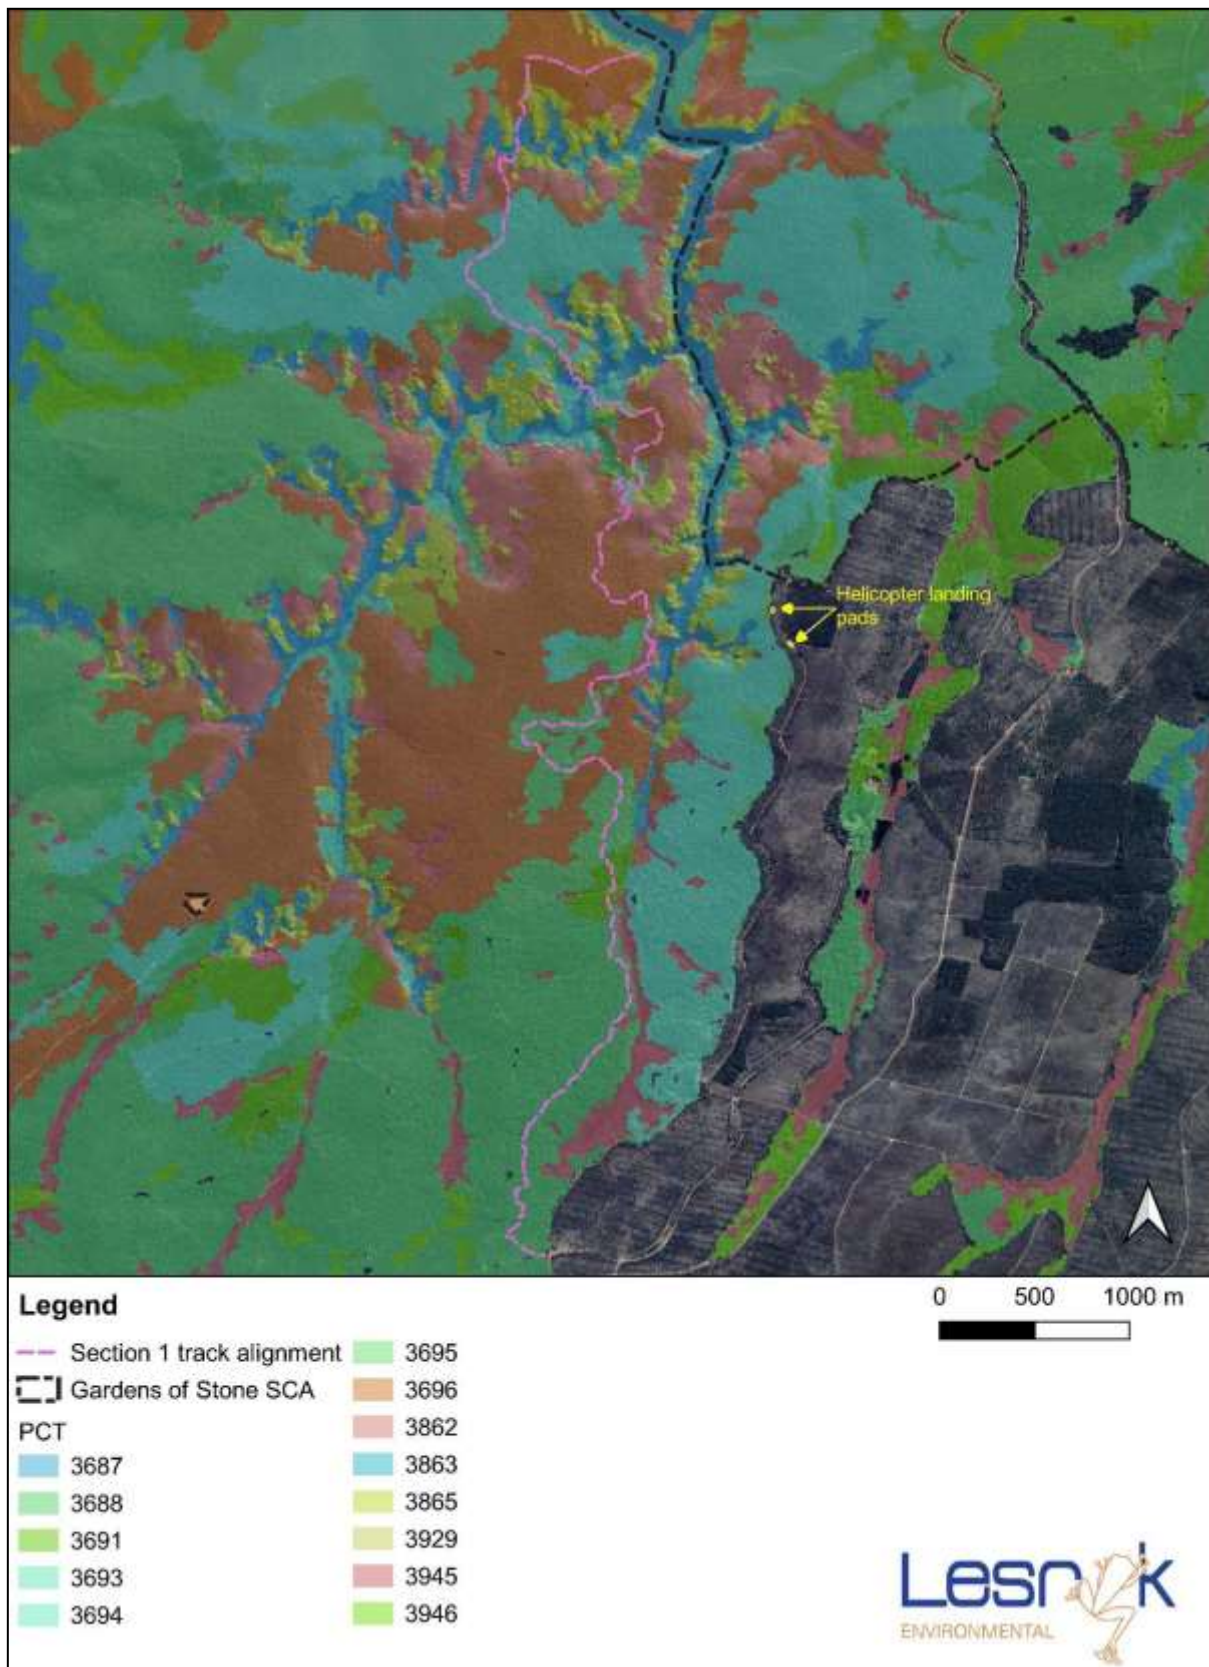 Helicopter landing
pads
Legend
0 500 1000 m
Section 1 track alignment
Gardens of Stone SCA
PCT
3687
3688
3691
3693
3694
3695
3696
3862
3863
3865
3929
3945
3946
Lesnik
ENVIRONMENTAL